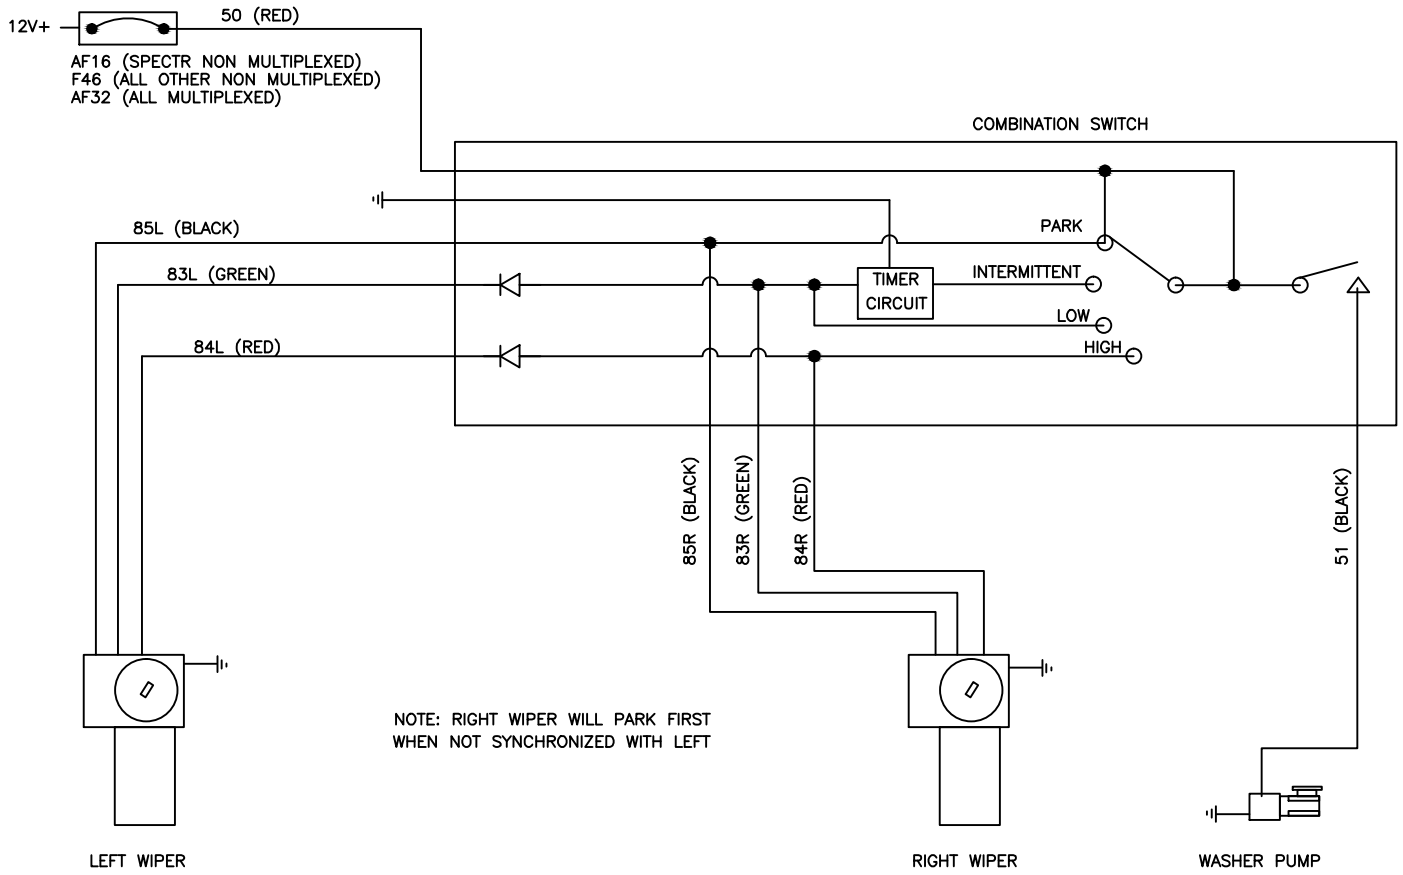 50 (RED)
12V+
AF16 (SPECTR NON MULTIPLEXED)
F46 (ALL OTHER NON MULTIPLEXED)
AF32 (ALL MULTIPLEXED)
COMBINATION SWITCH
85L (BLACK)
PARK
83L (GREEN)
TIMER
CIRCUIT
INTERMITTENT
LOW
84L (RED)
HIGH
85R (BLACK)
83R (GREEN)
84R (RED)
51 (BLACK)
NOTE: RIGHT WIPER WILL PARK FIRST
WHEN NOT SYNCHRONIZED WITH LEFT
LEFT WIPER
RIGHT WIPER
WASHER PUMP